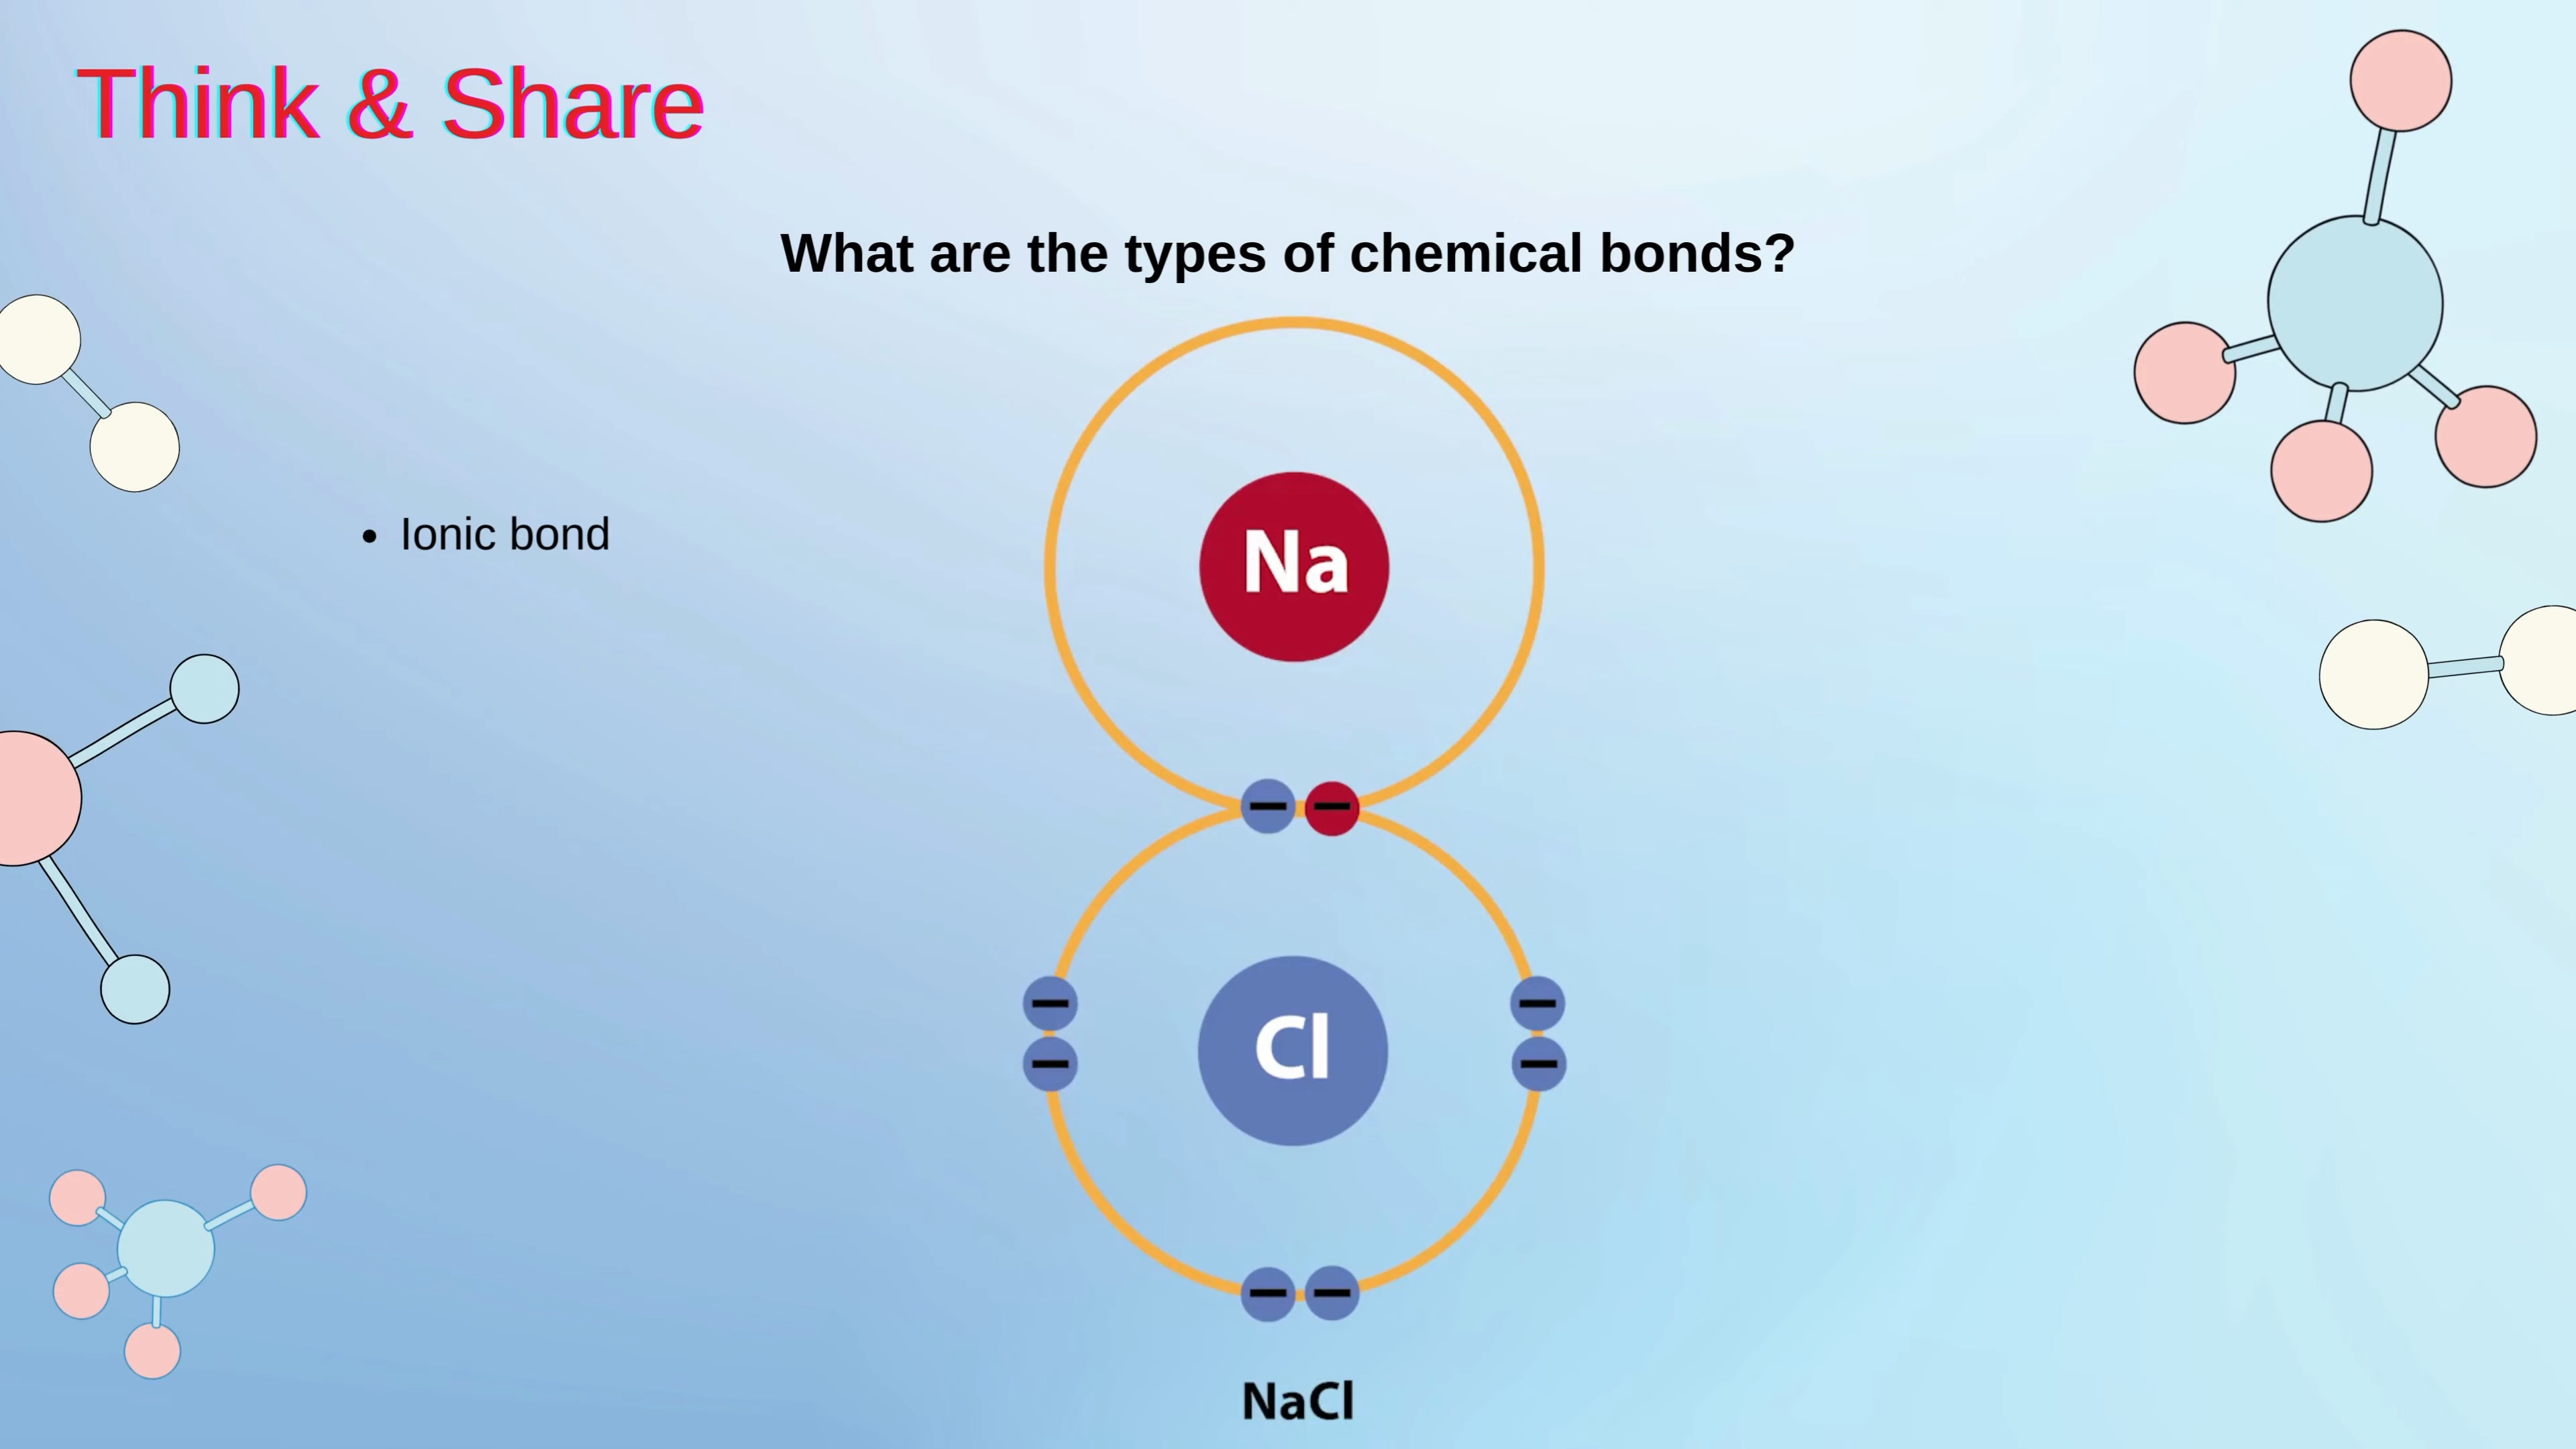 Think & Share
What are the types of chemical bonds?
• Ionic bond
Na
Cl
NaCl